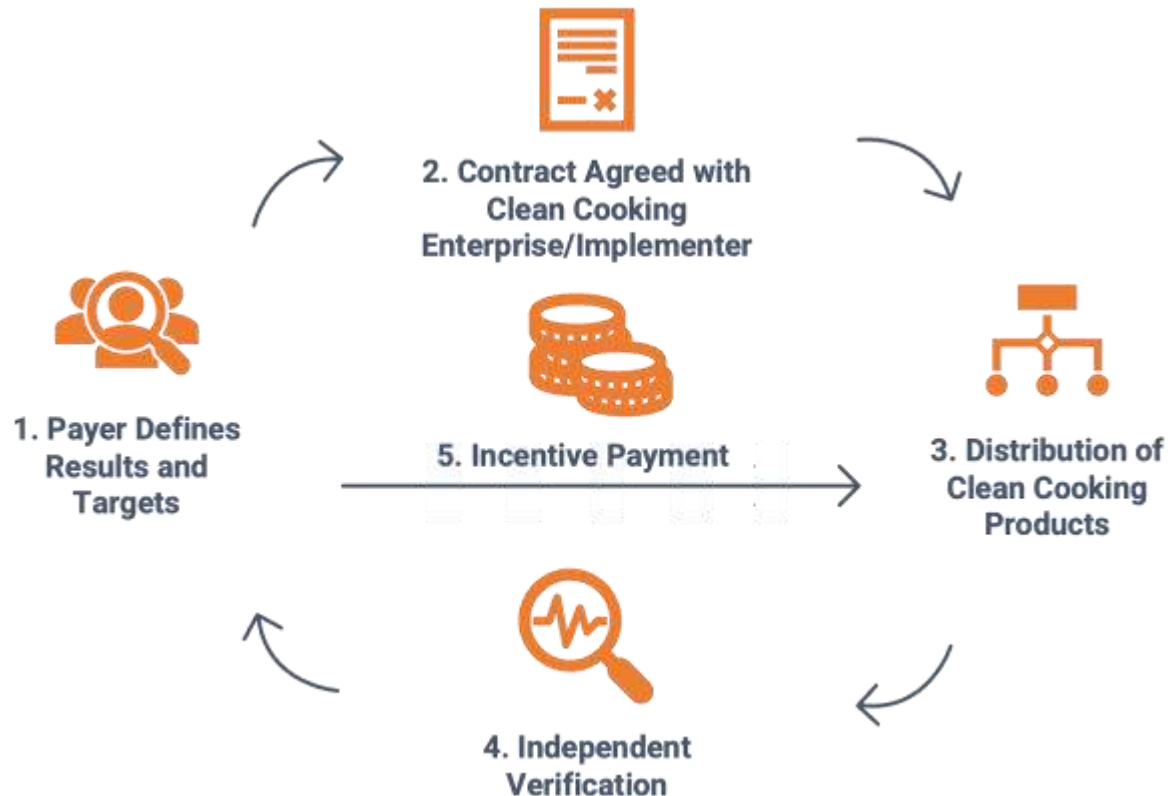 2. Contract Agreed with
Clean Cooking
Enterprise/Implementer
1. Payer Defines
Results and
Targets
5. Incentive Payment
3. Distribution of
Clean Cooking
Products
4. Independent
Verification